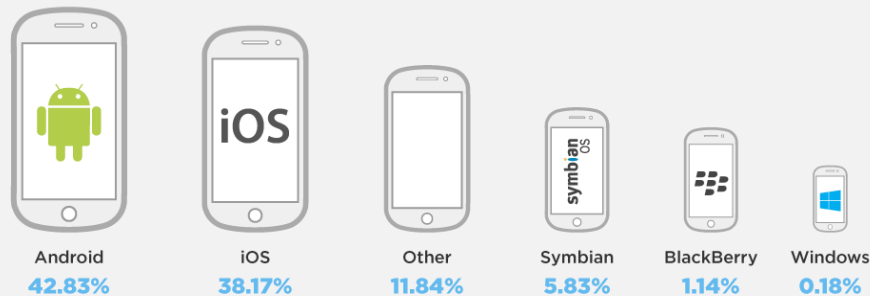 iOS
symbian
OS
Android
iOS
Other
Symbian
BlackBerry
Windows
42.83%
38.17%
11.84%
5.83%
1.14%
0.18%